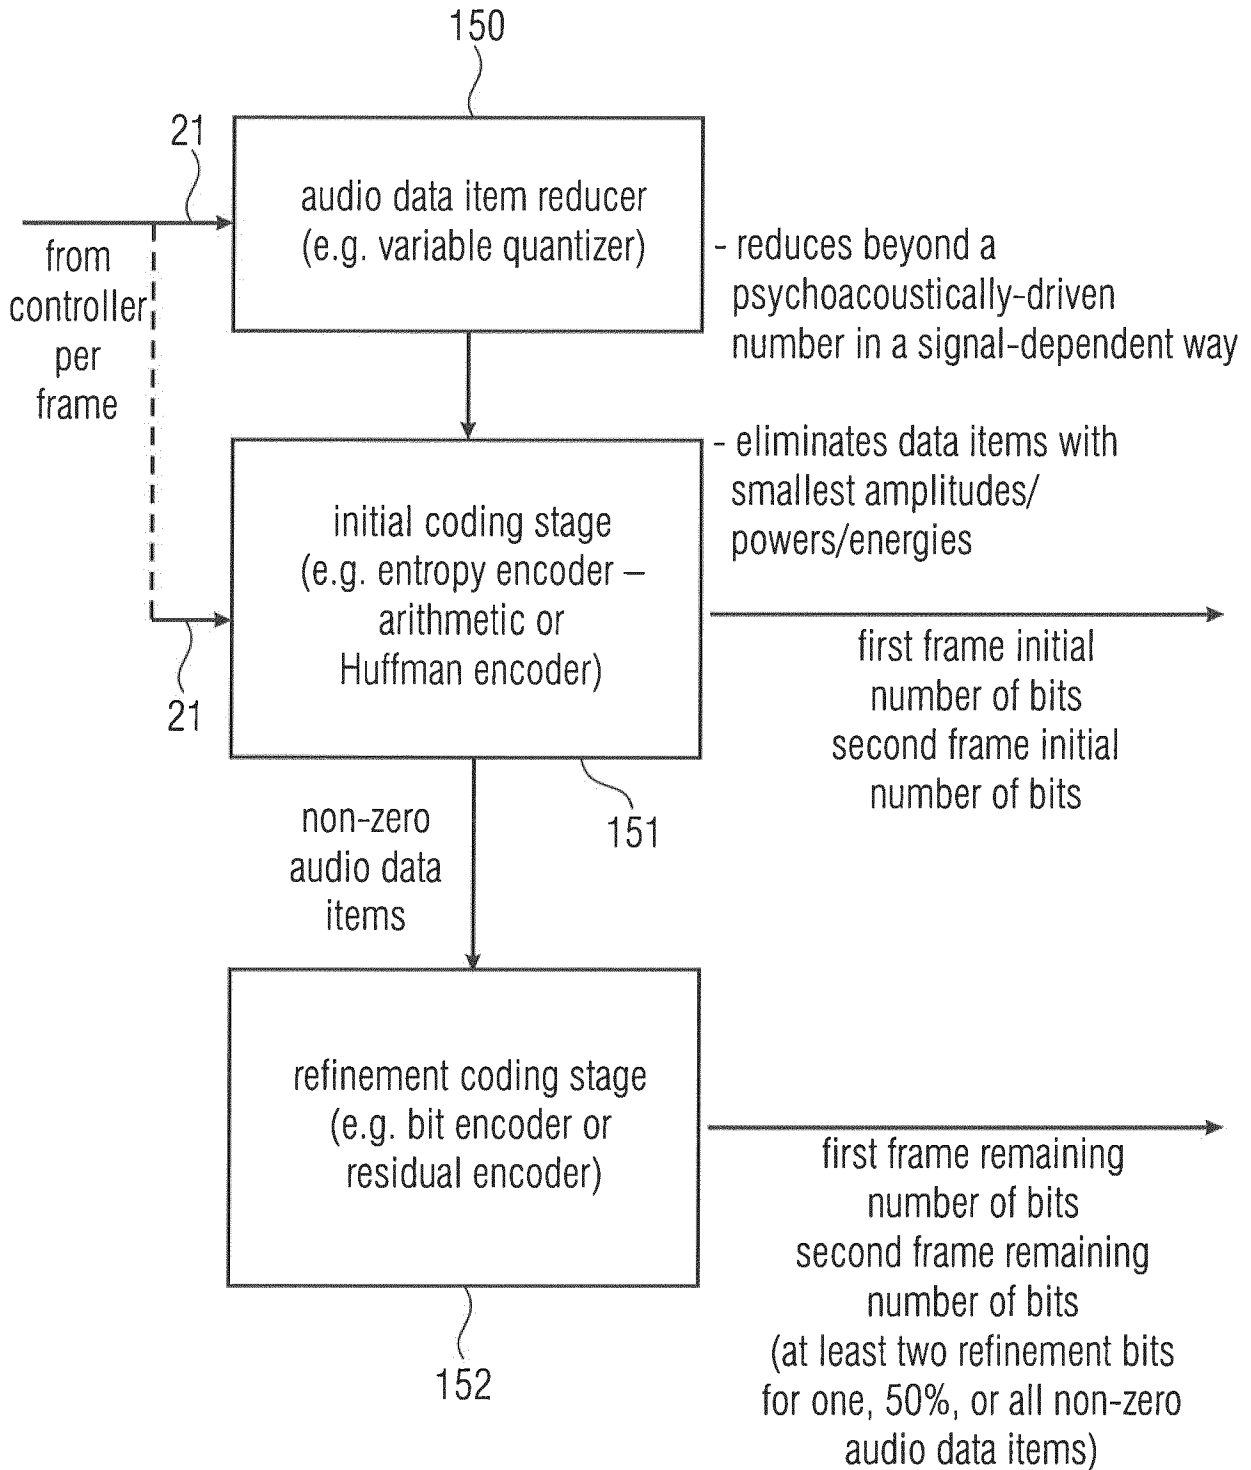 150
21
audio data item reducer
(e.g. variable quantizer)
from
controller
per
frame
- reduces beyond a
psychoacoustically-driven
number in a signal-dependent way
- eliminates data items with
smallest amplitudes/
powers/energies
initial coding stage
(e.g. entropy encoder –
arithmetic or
Huffman encoder)
21
first frame initial
number of bits
second frame initial
number of bits
151
non-zero
audio data
items
refinement coding stage
(e.g. bit encoder or
residual encoder)
first frame remaining
number of bits
second frame remaining
number of bits
(at least two refinement bits
for one, 50%, or all non-zero
audio data items)
152